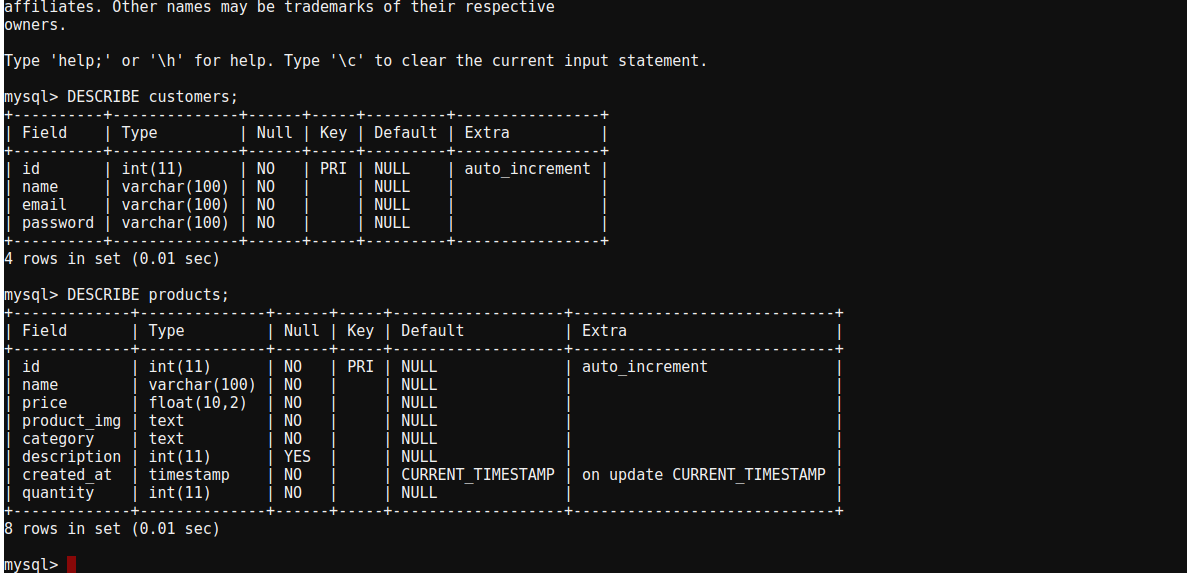 affiliates. Other names may be trademarks of their respective
owners.

Type 'help;' or '\h' for help. Type '\c' to clear the current input statement.

mysql> DESCRIBE customers;
+----------+--------------+------+-----+---------+----------------+
| Field    | Type         | Null | Key | Default | Extra          |
+----------+--------------+------+-----+---------+----------------+
| id       | int(11)      | NO   | PRI | NULL    | auto_increment |
| name     | varchar(100) | NO   |     | NULL    |                |
| email    | varchar(100) | NO   |     | NULL    |                |
| password | varchar(100) | NO   |     | NULL    |                |
+----------+--------------+------+-----+---------+----------------+
4 rows in set (0.01 sec)

mysql> DESCRIBE products;
+-------------+--------------+------+-----+-------------------+-----------------------------+
| Field       | Type         | Null | Key | Default           | Extra                       |
+-------------+--------------+------+-----+-------------------+-----------------------------+
| id          | int(11)      | NO   | PRI | NULL              | auto_increment              |
| name        | varchar(100) | NO   |     | NULL              |                             |
| price       | float(10,2)  | NO   |     | NULL              |                             |
| product_img | text         | NO   |     | NULL              |                             |
| category    | text         | NO   |     | NULL              |                             |
| description | int(11)      | YES  |     | NULL              |                             |
| created_at  | timestamp    | NO   |     | CURRENT_TIMESTAMP | on update CURRENT_TIMESTAMP |
| quantity    | int(11)      | NO   |     | NULL              |                             |
+-------------+--------------+------+-----+-------------------+-----------------------------+
8 rows in set (0.01 sec)

mysql>